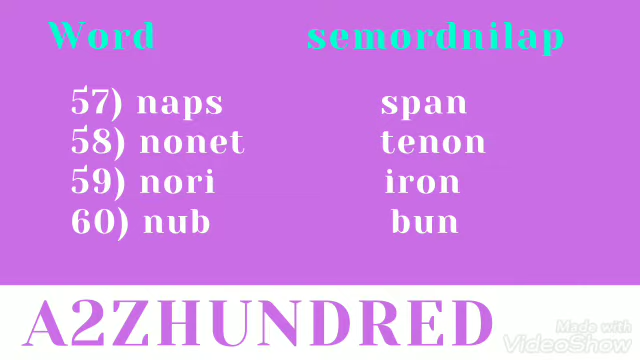 Word semordnilap
57) naps span
58) nonet tenon
59) nori iron
60) nub bun
A2ZHUNDRED
Made with
VideoShow